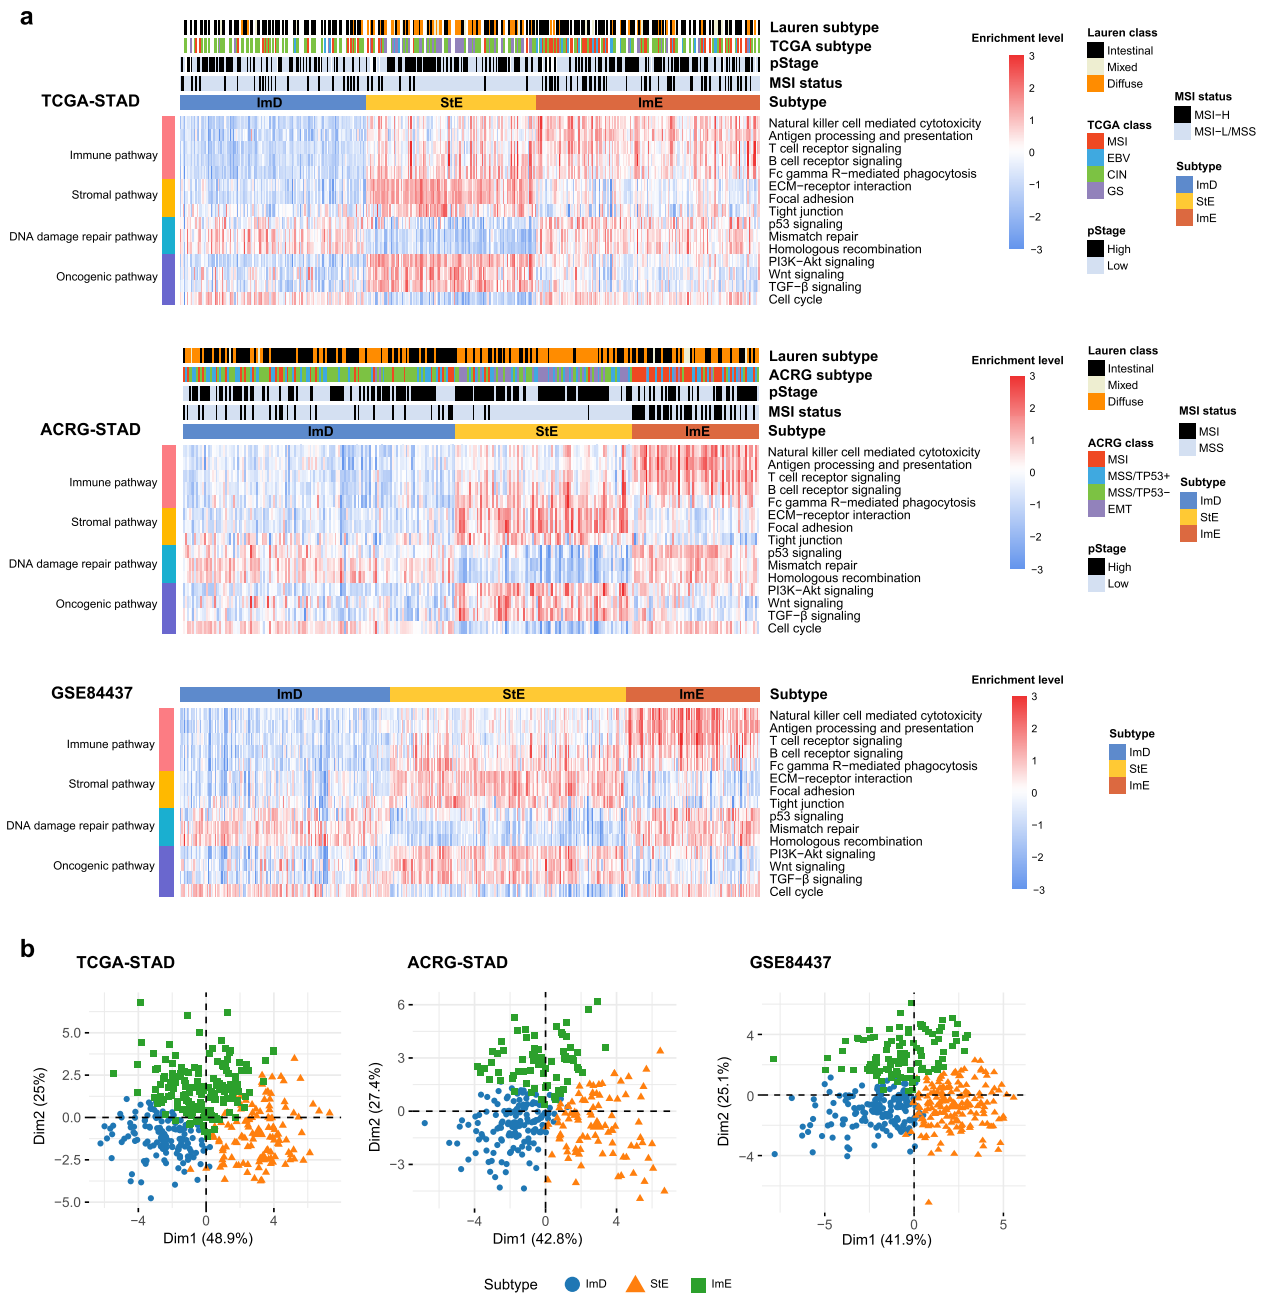 a
Lauren subtype
TCGA subtype
pStage
MSI status
TCGA-STAD
ImD
StE
ImE
Subtype
Immune pathway
Stromal pathway
DNA damage repair pathway
Oncogenic pathway
Natural killer cell mediated cytotoxicity
Antigen processing and presentation
T cell receptor signaling
B cell receptor signaling
Fc gamma R−mediated phagocytosis
ECM−receptor interaction
Focal adhesion
Tight junction
p53 signaling
Mismatch repair
Homologous recombination
PI3K−Akt signaling
Wnt signaling
TGF−β signaling
Cell cycle
Enrichment level
3
2
1
0
−1
−2
−3
Lauren class
Intestinal
Mixed
Diffuse
TCGA class
MSI
EBV
CIN
GS
pStage
High
Low
MSI status
MSI−H
MSI−L/MSS
Subtype
ImD
StE
ImE
Lauren subtype
ACRG subtype
pStage
MSI status
ACRG-STAD
ImD
StE
ImE
Subtype
Immune pathway
Stromal pathway
DNA damage repair pathway
Oncogenic pathway
Natural killer cell mediated cytotoxicity
Antigen processing and presentation
T cell receptor signaling
B cell receptor signaling
Fc gamma R−mediated phagocytosis
ECM−receptor interaction
Focal adhesion
Tight junction
p53 signaling
Mismatch repair
Homologous recombination
PI3K−Akt signaling
Wnt signaling
TGF−β signaling
Cell cycle
Enrichment level
3
2
1
0
−1
−2
−3
Lauren class
Intestinal
Mixed
Diffuse
ACRG class
MSI
MSS/TP53+
MSS/TP53−
EMT
pStage
High
Low
MSI status
MSI
MSS
Subtype
ImD
StE
ImE
GSE84437
ImD
StE
ImE
Subtype
Immune pathway
Stromal pathway
DNA damage repair pathway
Oncogenic pathway
Natural killer cell mediated cytotoxicity
Antigen processing and presentation
T cell receptor signaling
B cell receptor signaling
Fc gamma R−mediated phagocytosis
ECM−receptor interaction
Focal adhesion
Tight junction
p53 signaling
Mismatch repair
Homologous recombination
PI3K−Akt signaling
Wnt signaling
TGF−β signaling
Cell cycle
Enrichment level
3
2
1
0
−1
−2
−3
Subtype
ImD
StE
ImE
b
TCGA-STAD
Dim2 (25%)
5.0
2.5
0.0
−2.5
−5.0
−4
0
4
Dim1 (48.9%)
ACRG-STAD
Dim2 (27.4%)
6
3
0
−3
−4
0
4
Dim1 (42.8%)
GSE84437
Dim2 (25.1%)
4
0
−4
−5
0
5
Dim1 (41.9%)
Subtype
ImD
StE
ImE